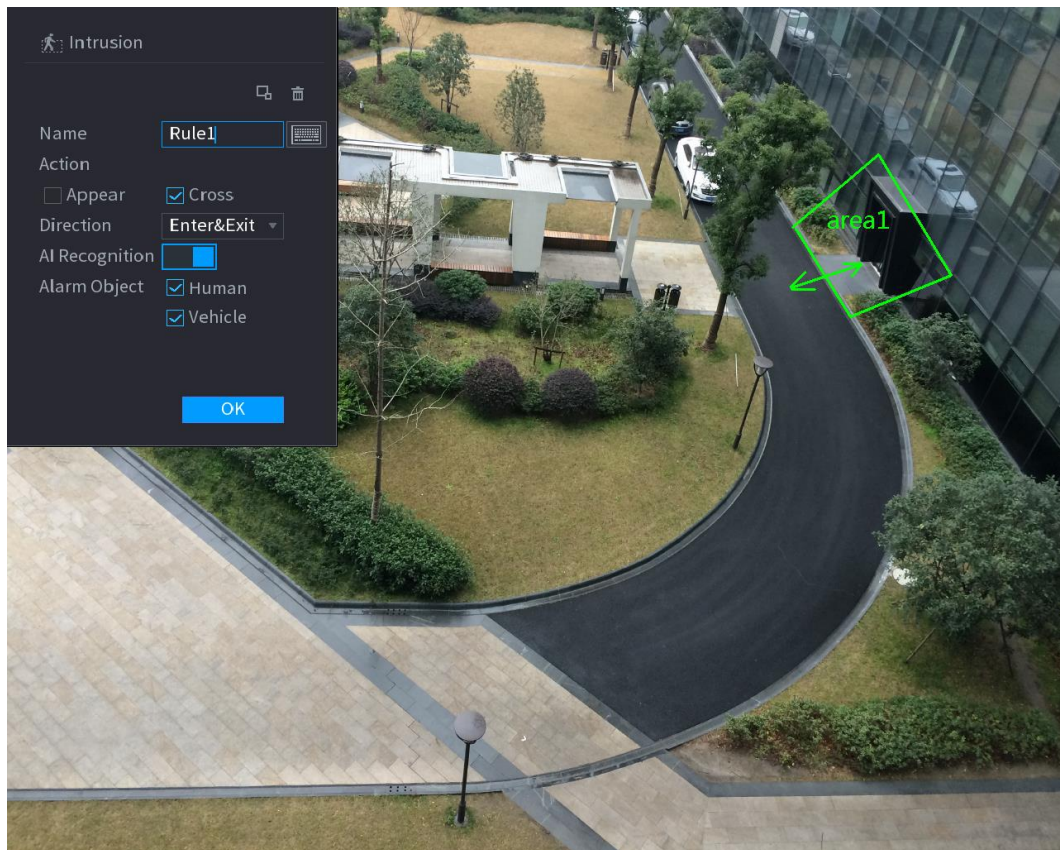 Intrusion
Name Rule1
Action
Appear Cross
Direction Enter&Exit
AI Recognition
Alarm Object Human
Vehicle
OK
area1